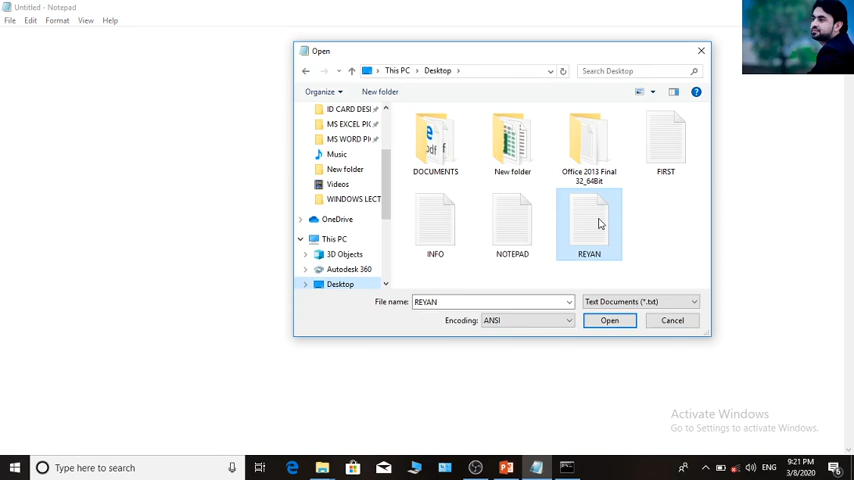 Untitled - Notepad
File Edit Format View Help
Open
This PC Desktop
Search Desktop
Organize New folder
ID CARD DESI
MS EXCEL PIC
MS WORD PI
Music
New folder
Videos
WINDOWS LECT
OneDrive
This PC
3D Objects
Autodesk 360
Desktop
DOCUMENTS
New folder
Office 2013 Final
32_64Bit
FIRST
INFO
NOTEPAD
REYAN
File name: REYAN Text Documents (*.txt)
Encoding: ANSI Open Cancel
Activate Windows
Go to Settings to activate Windows.
Type here to search
ENG
9:21 PM
3/8/2020